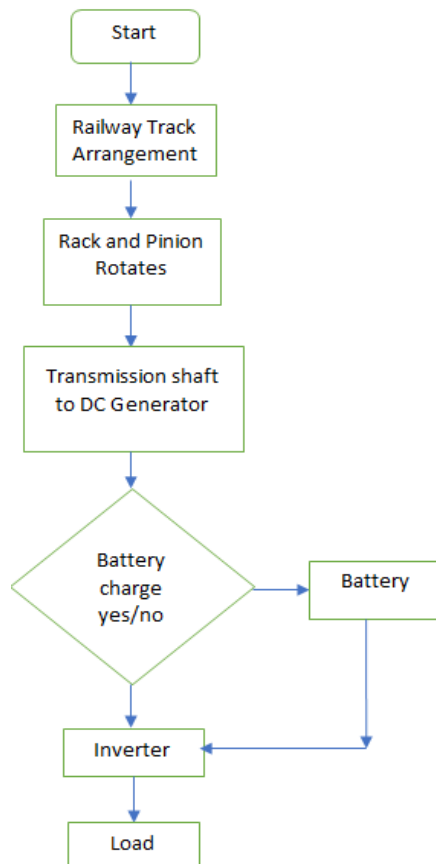 Start
Railway Track
Arrangement
Rack and Pinion
Rotates
Transmission shaft
to DC Generator
Battery
charge
yes/no
Battery
Inverter
Load